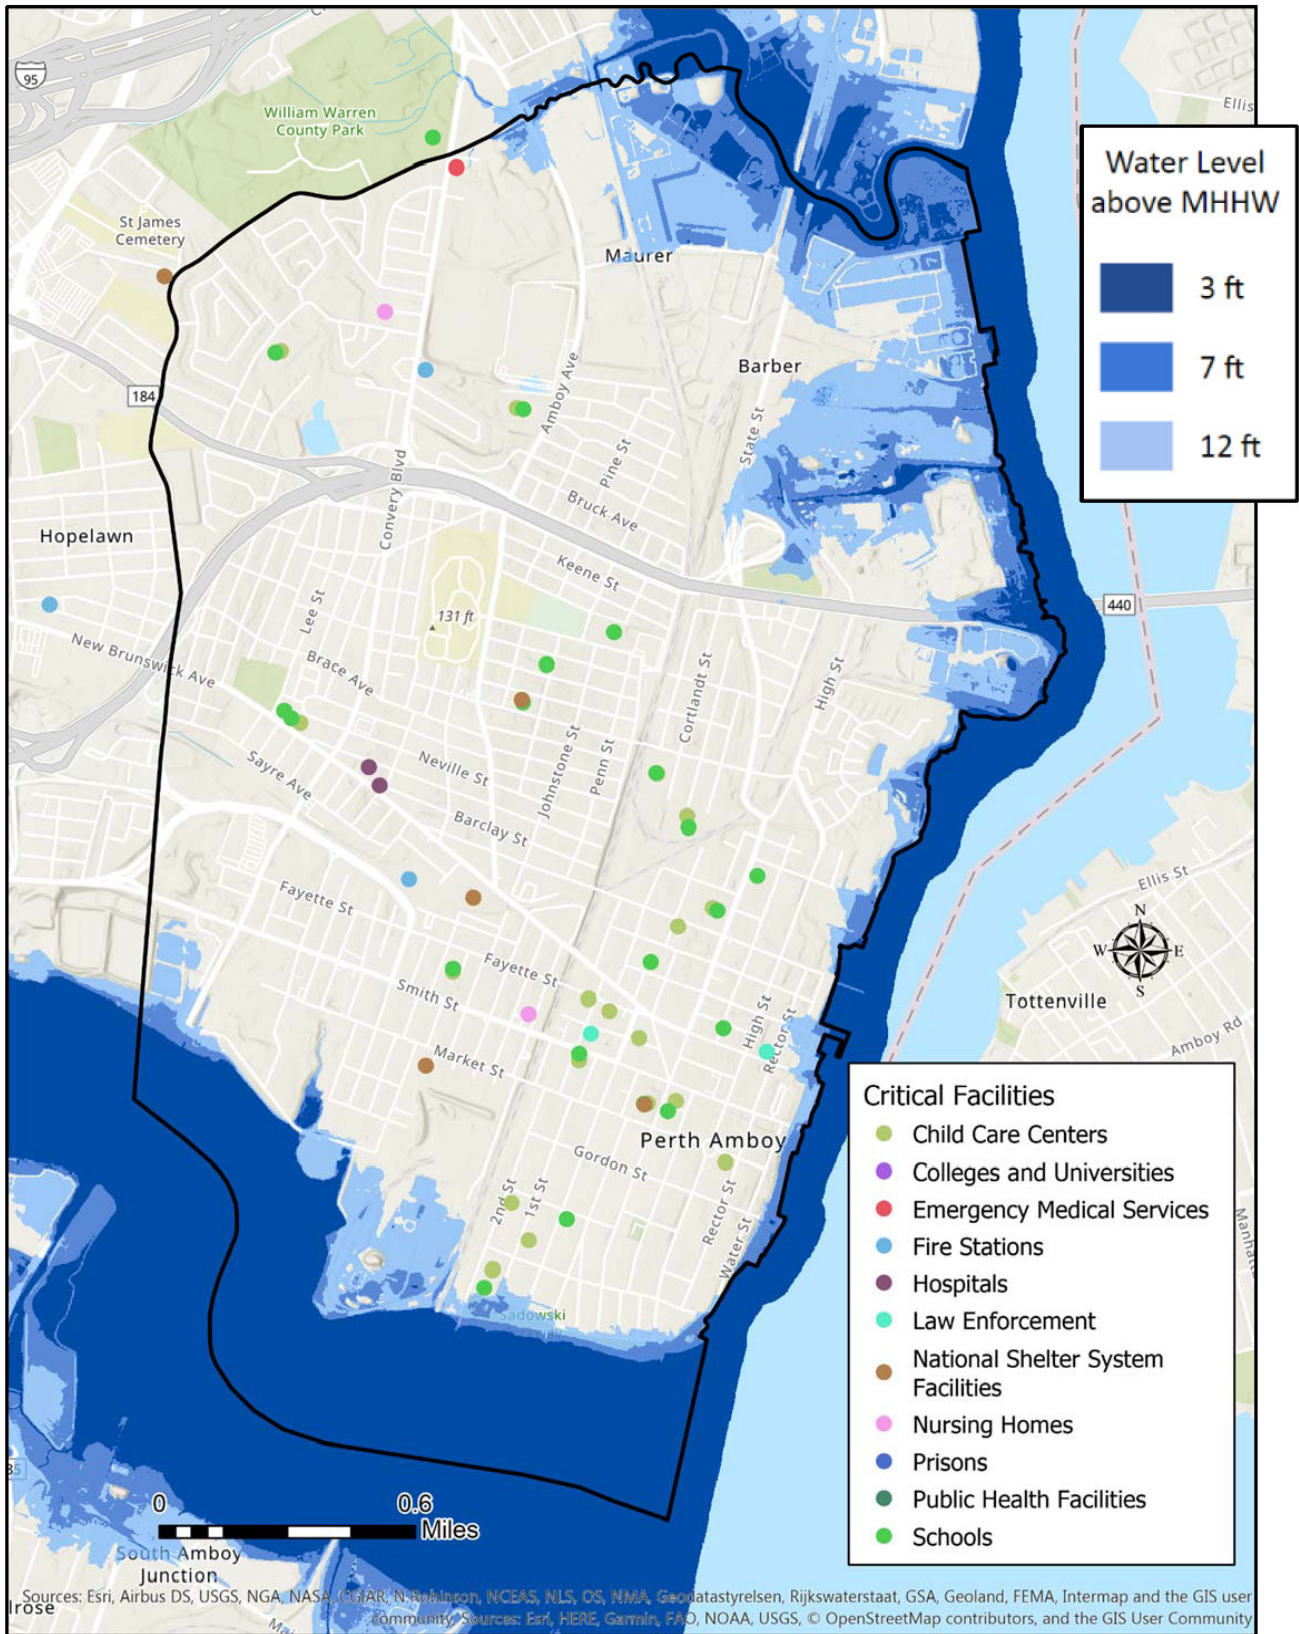 95
William Warren
County Park
Ellis
Water Level
above MHHW
3 ft
7 ft
12 ft
St James
Cemetery
Maurer
Barber
184
Amboy Ave
State St
Pine St
Convery Blvd
Bruck Ave
Hopelawn
Keene St
131 ft
440
Lee St
New Brunswick Ave
Brace Ave
Cortlandt St
High St
Sayre Ave
Neville St
Johnstone St
Penn St
Barclay St
Fayette St
Ellis St
N
W
E
S
Fayette St
Smith St
Tottenville
High St
Rector St
Amboy Rd
Market St
Perth Amboy
Gordon St
2nd St
1st St
Rector St
Water St
Sadowski
Critical Facilities
Child Care Centers
Colleges and Universities
Emergency Medical Services
Fire Stations
Hospitals
Law Enforcement
National Shelter System
Facilities
Nursing Homes
Prisons
Public Health Facilities
Schools
35
0
0.6
Miles
South Amboy
Junction
lrose
Sources: Esri, Airbus DS, USGS, NGA, NASA, CGIAR, N Robinson, NCEAS, NLS, OS, NMA, Geodatastyrelsen, Rijkswaterstaat, GSA, Geoland, FEMA, Intermap and the GIS user
community, Sources: Esri, HERE, Garmin, FAO, NOAA, USGS, © OpenStreetMap contributors, and the GIS User Community